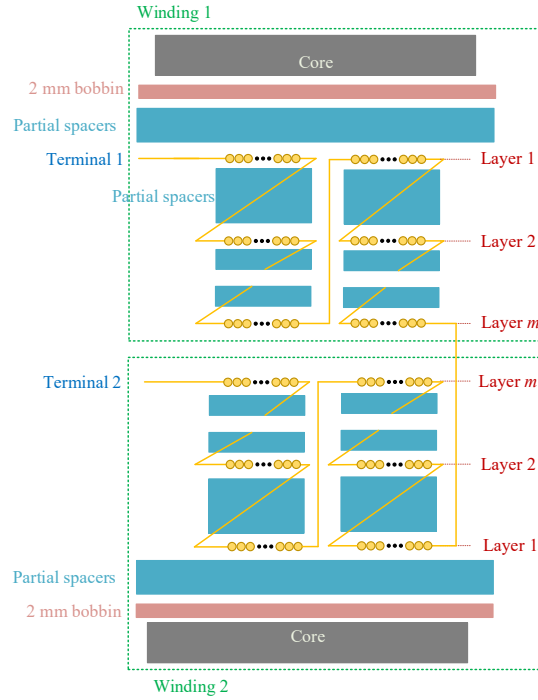 Winding 1
Core
2 mm bobbin
Partial spacers
Terminal 1
Layer 1
Partial spacers
Layer 2
Layer m
Terminal 2
Layer m
Layer 2
Layer 1
Partial spacers
2 mm bobbin
Core
Winding 2